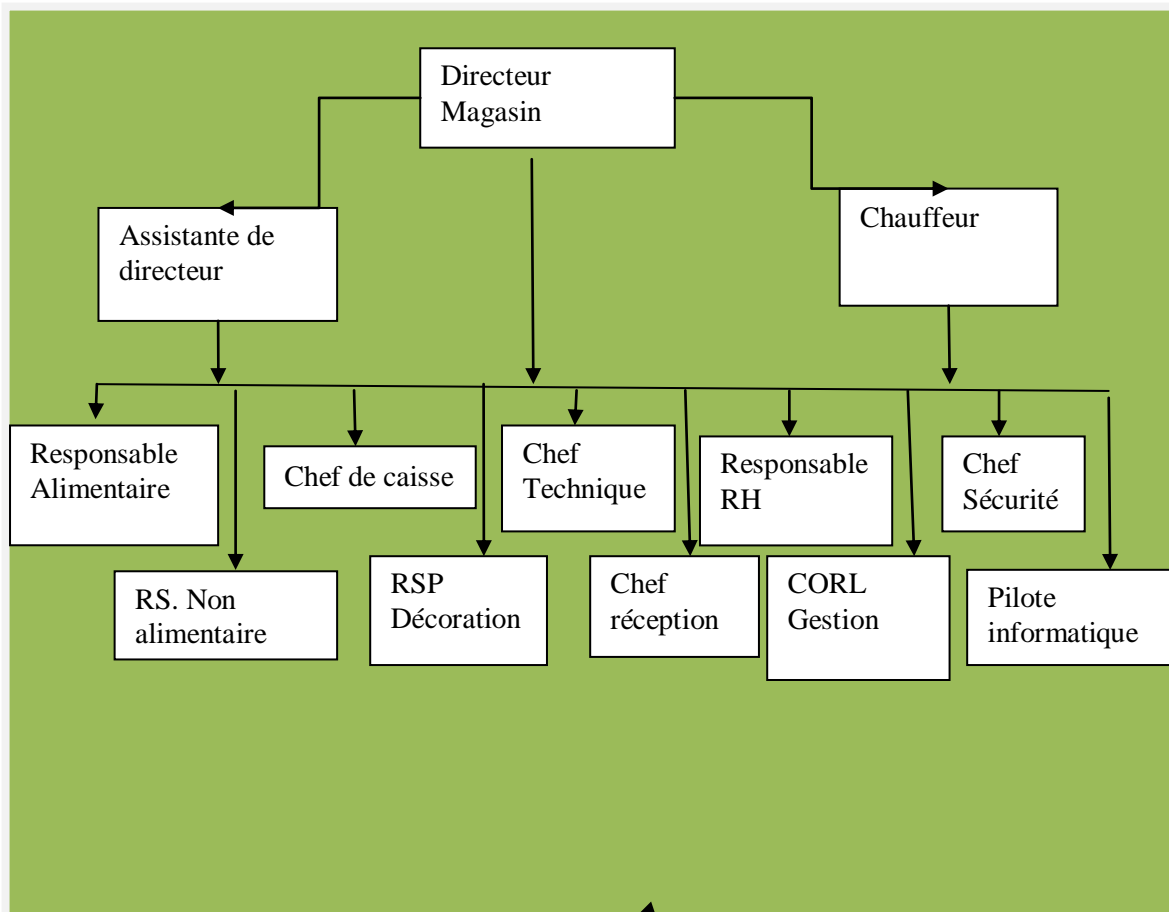 Directeur
Magasin
Assistante de
directeur
Chauffeur
Responsable
Alimentaire
Chef de caisse
Chef
Technique
Responsable
RH
Chef
Sécurité
RS. Non
alimentaire
RSP
Décoration
Chef
réception
CORL
Gestion
Pilote
informatique